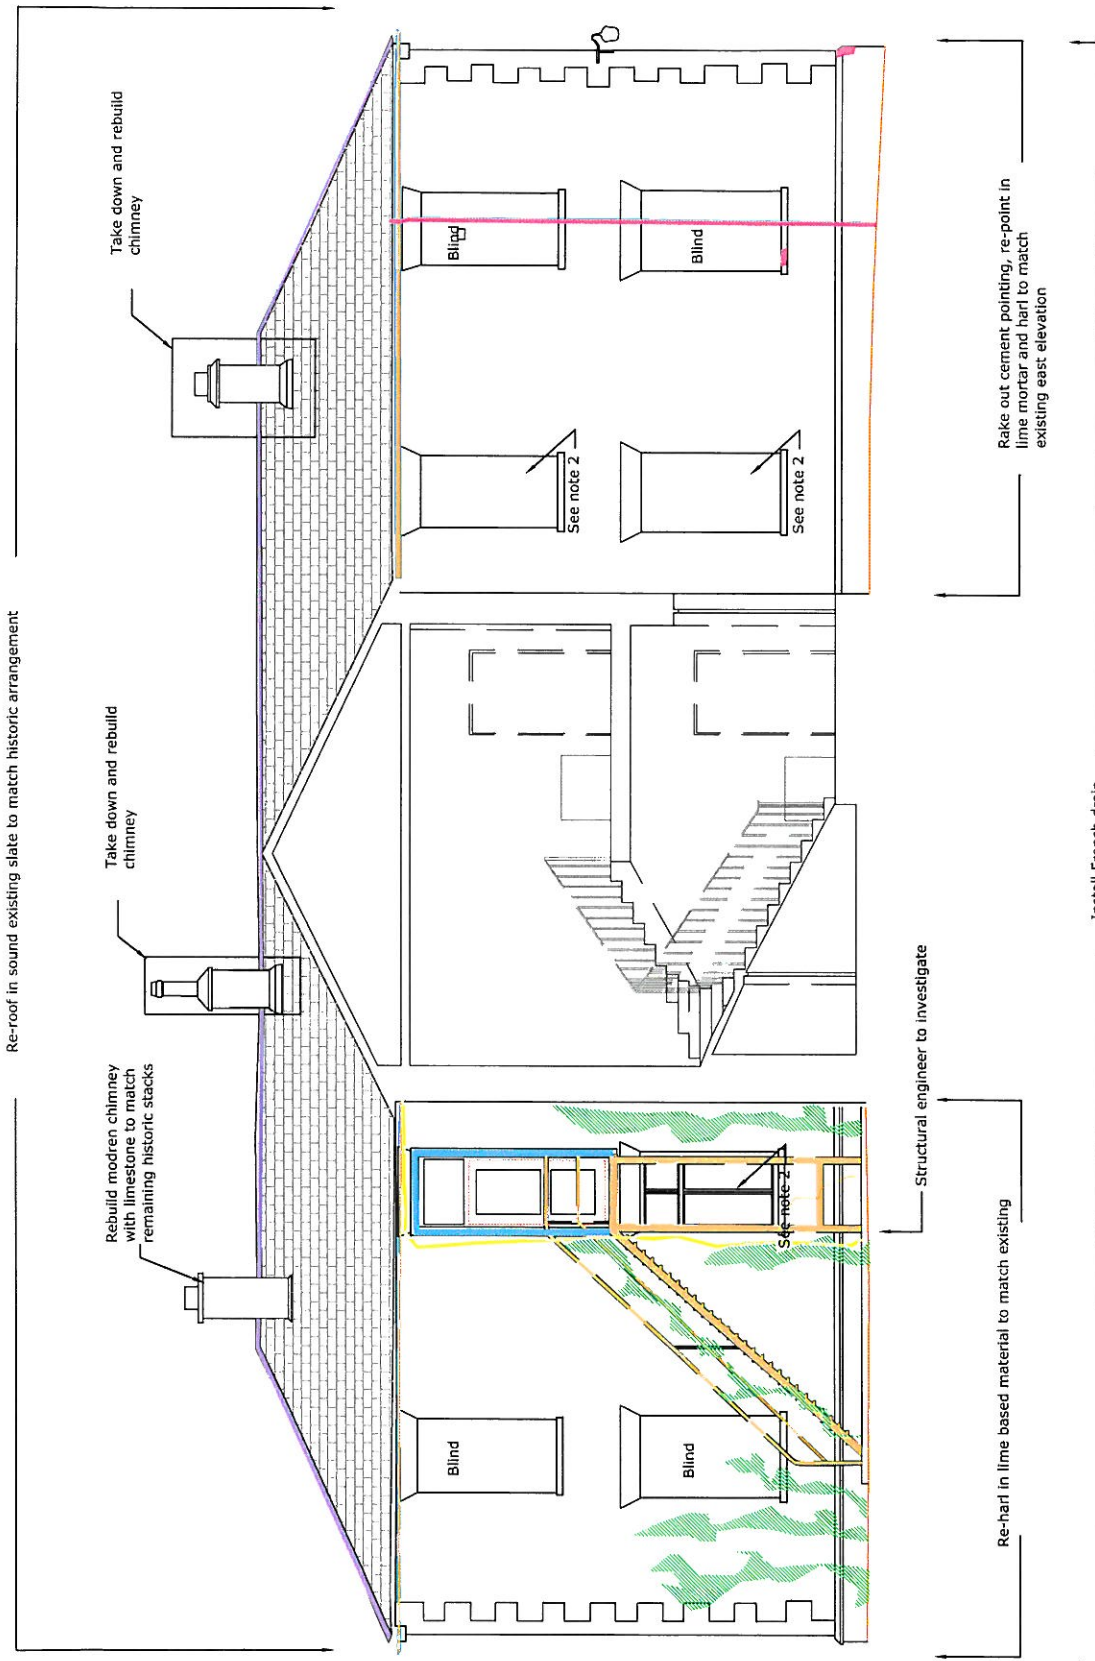 Re-roof in sound existing slate to match historic arrangement
Rebuild modren chimney
with limestone to match
remaining historic stacks
Take down and rebuild
chimney
Take down and rebuild
chimney
Blind
Blind
Blind
Blind
See note 2
See note 2
See note 2
Structural engineer to investigate
Re-harl in lime based material to match existing
Rake out cement pointing, re-point in
lime mortar and harl to match
existing east elevation
Install French drain